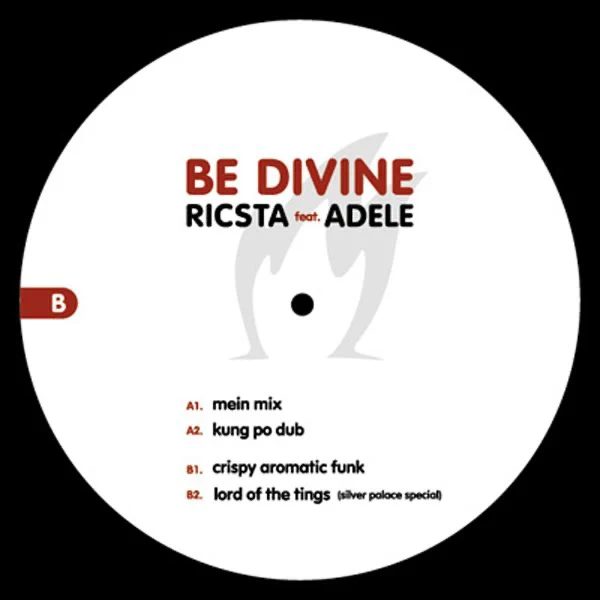 BE DIVINE
RICSTA feat. ADELE
B
A1. mein mix
A2. kung po dub
B1. crispy aromatic funk
B2. lord of the tings (silver palace special)